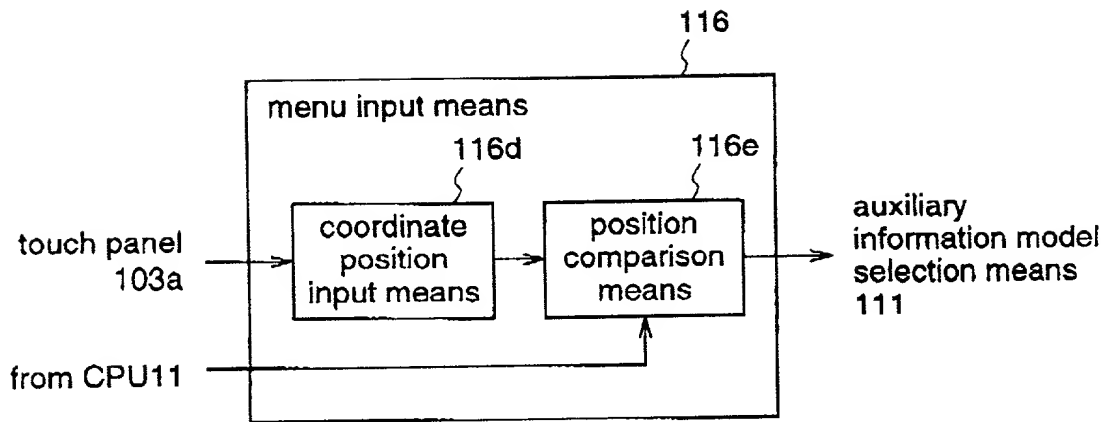 116
menu input means
116d
116e
touch panel
103a
coordinate
position
input means
position
comparison
means
auxiliary
information model
selection means
111
from CPU11